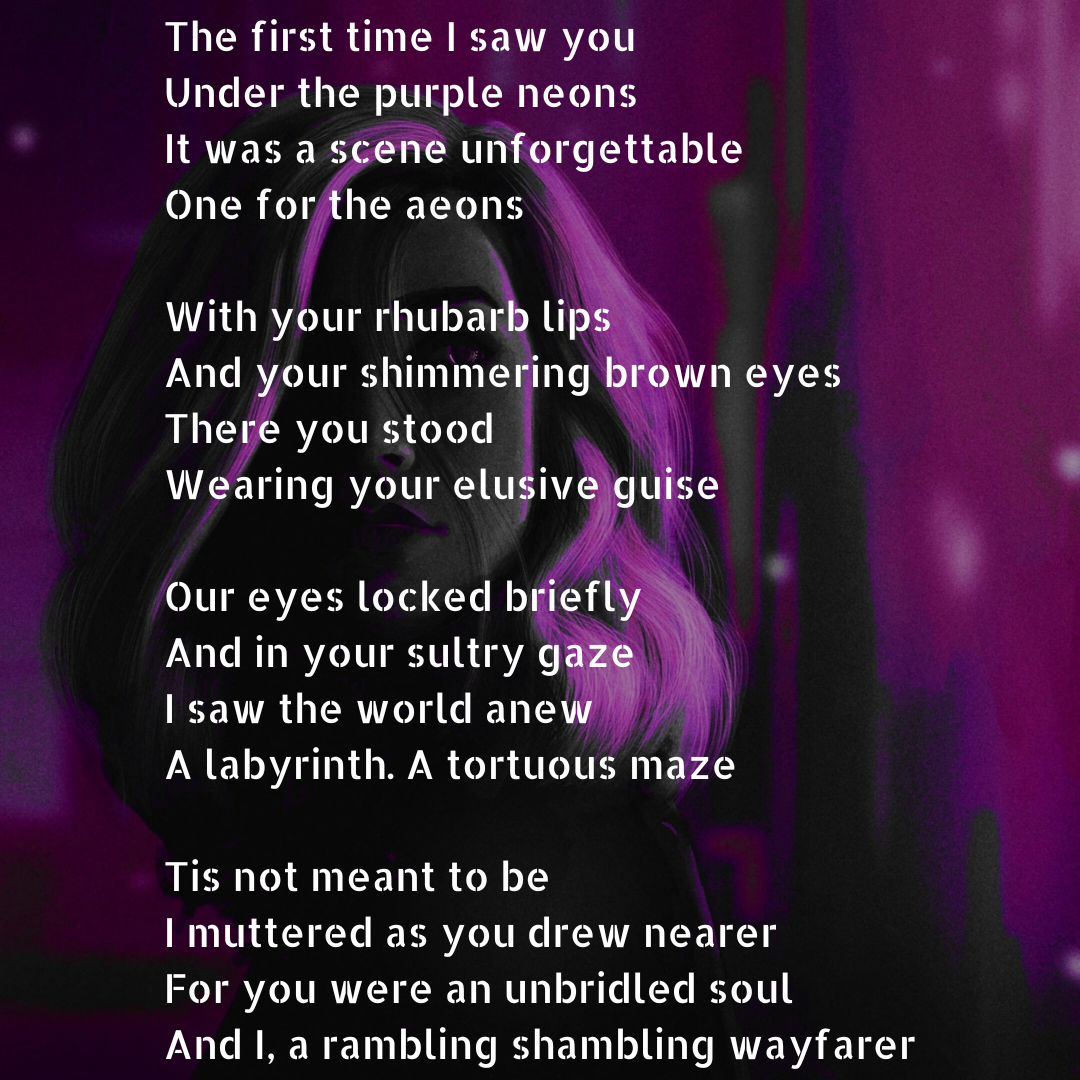 The first time I saw you
Under the purple neons
It was a scene unforgettable
One for the aeons
With your rhubarb lips
And your shimmering brown eyes
There you stood
Wearing your elusive guise
Our eyes locked briefly
And in your sultry gaze
I saw the world anew
A labyrinth. A tortuous maze
Tis not meant to be
I muttered as you drew nearer
For you were an unbridled soul
And I, a rambling shambling wayfarer